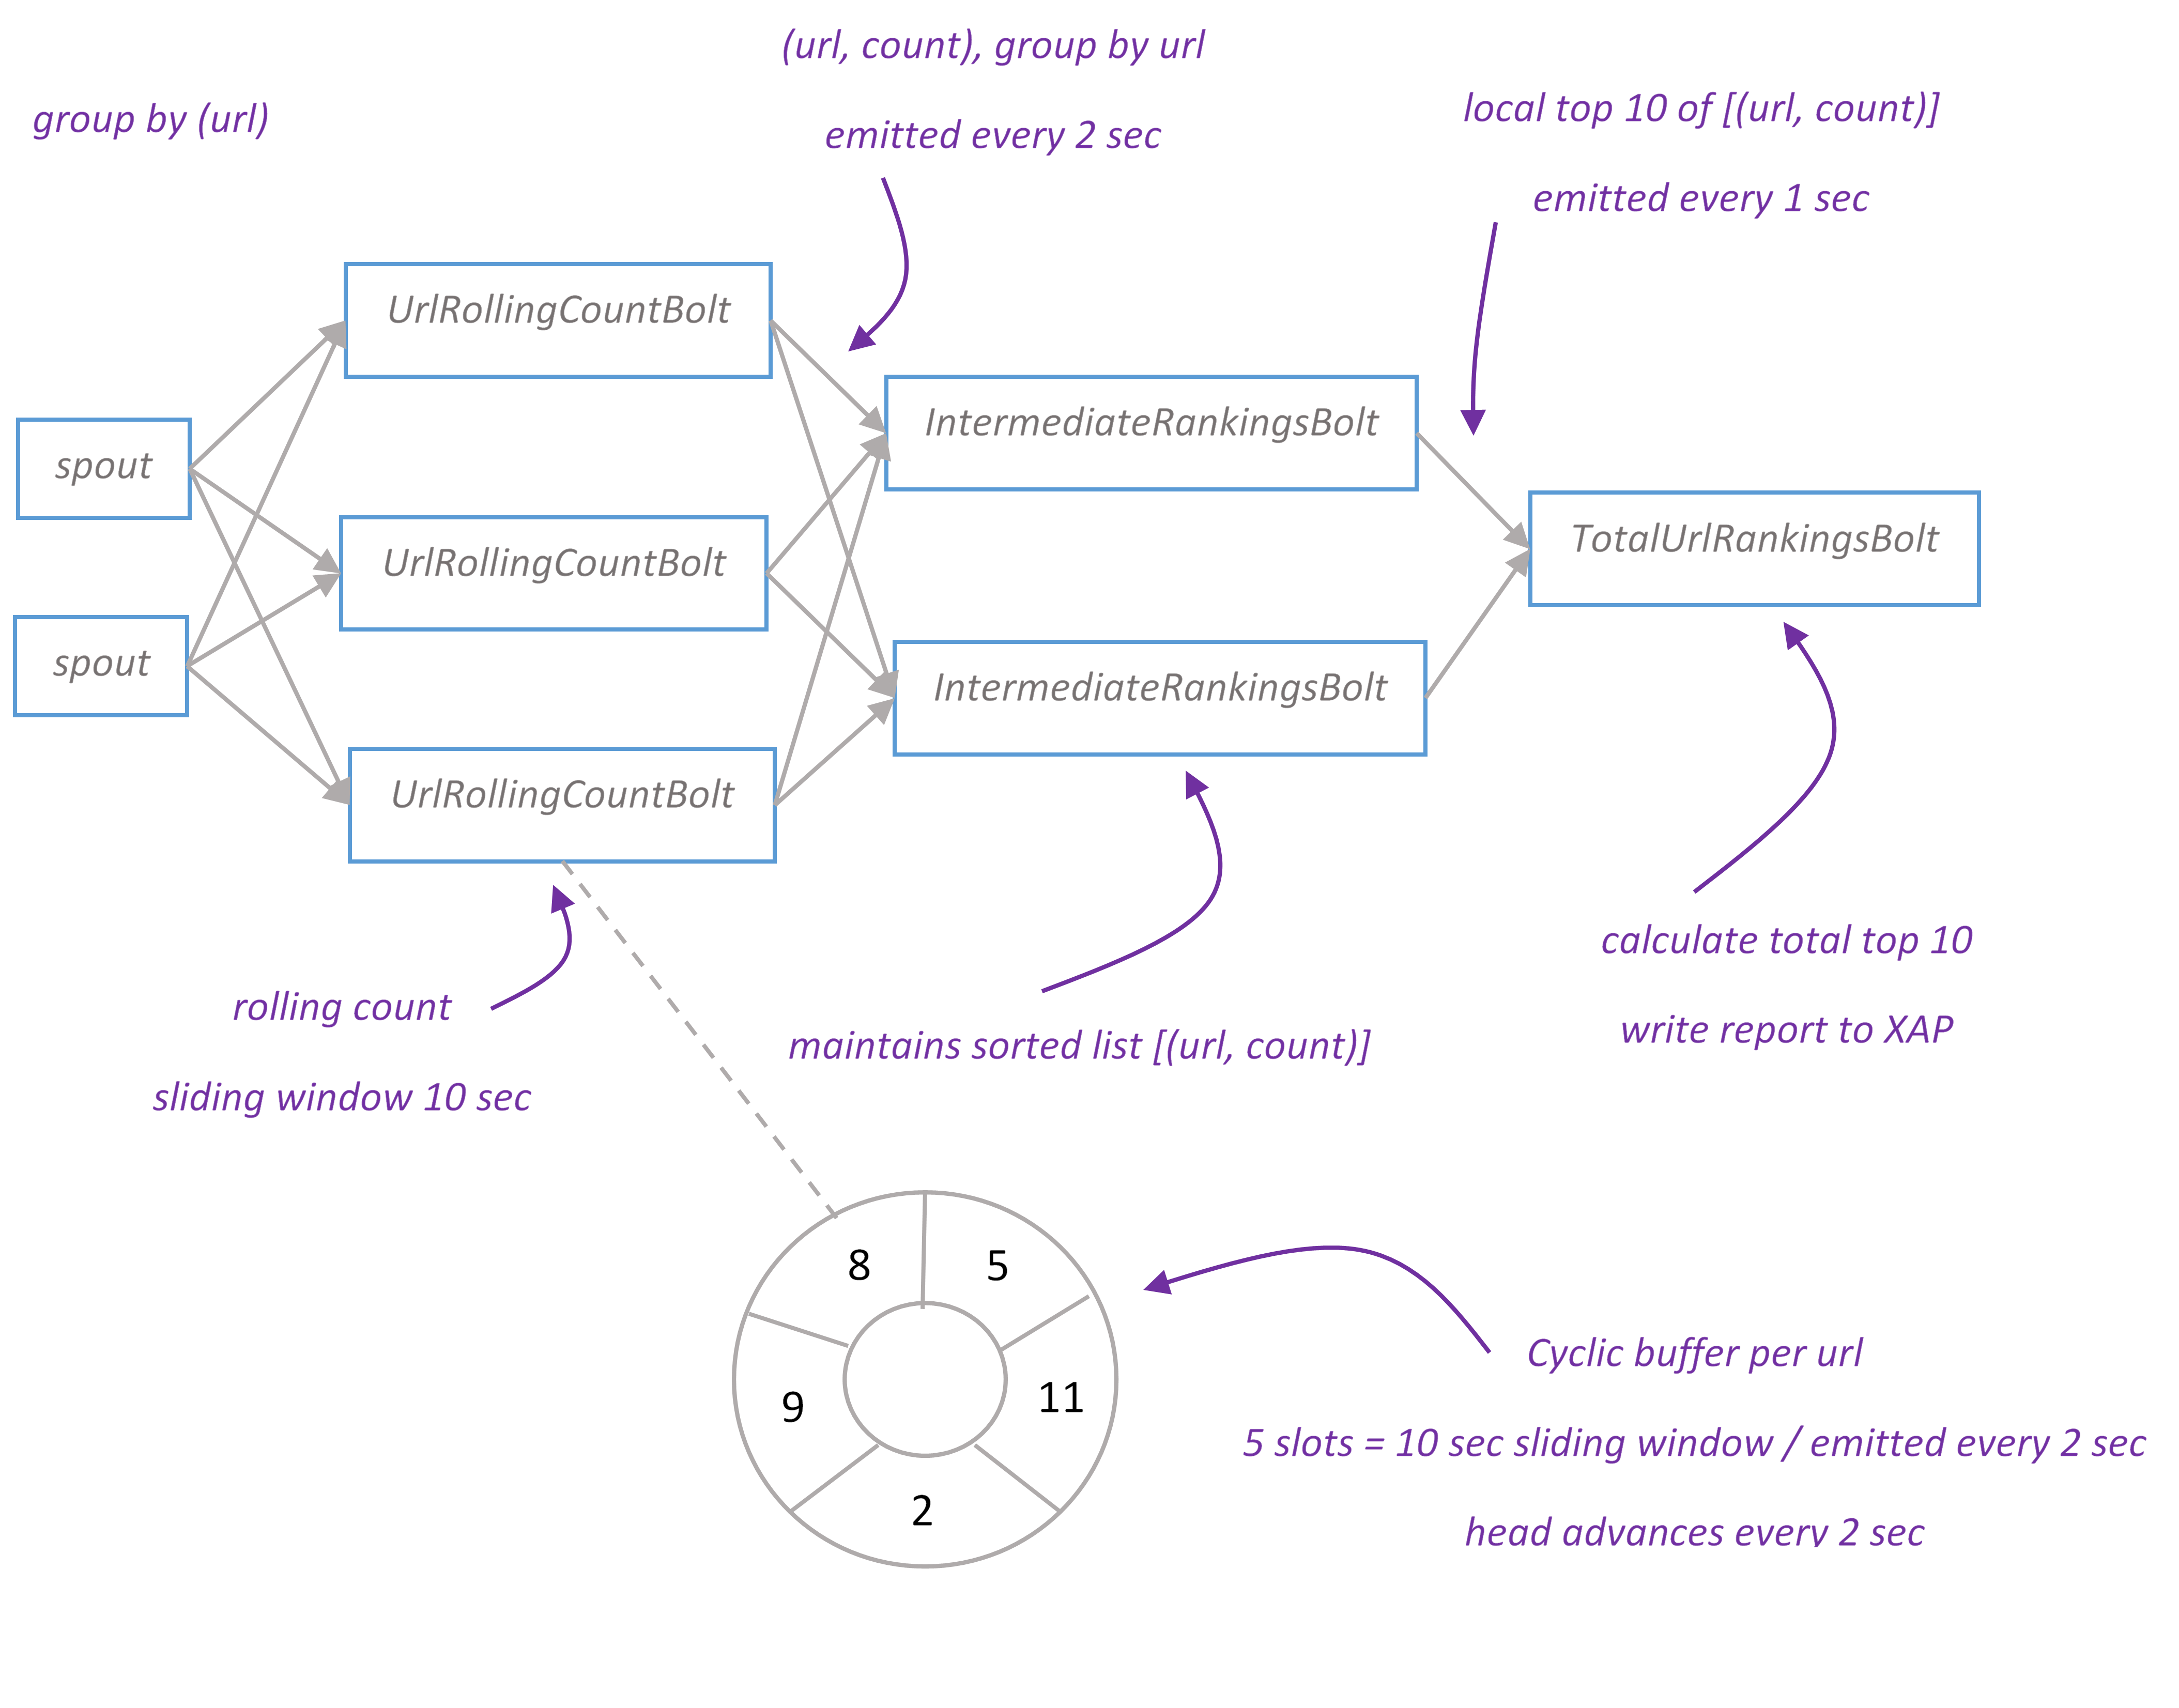 (url, count), group by url
emitted every 2 sec
group by (url)
local top 10 of [(url, count)]
emitted every 1 sec
UrlRollingCountBolt
spout
IntermediateRankingsBolt
UrlRollingCountBolt
TotalUrlRankingsBolt
spout
IntermediateRankingsBolt
UrlRollingCountBolt
rolling count
sliding window 10 sec
maintains sorted list [(url, count)]
calculate total top 10
write report to XAP
8
5
9
11
2
Cyclic buffer per url
5 slots = 10 sec sliding window / emitted every 2 sec
head advances every 2 sec